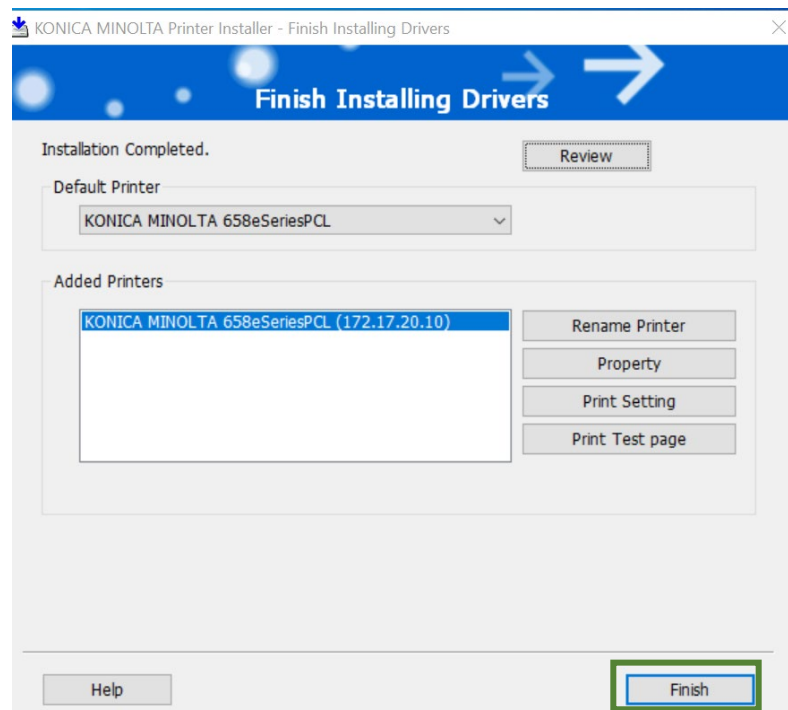 KONICA MINOLTA Printer Installer - Finish Installing Drivers
Finish Installing Drivers
Installation Completed.
Review
Default Printer
KONICA MINOLTA 658eSeriesPCL
Added Printers
KONICA MINOLTA 658eSeriesPCL (172.17.20.10)
Rename Printer
Property
Print Setting
Print Test page
Help
Finish